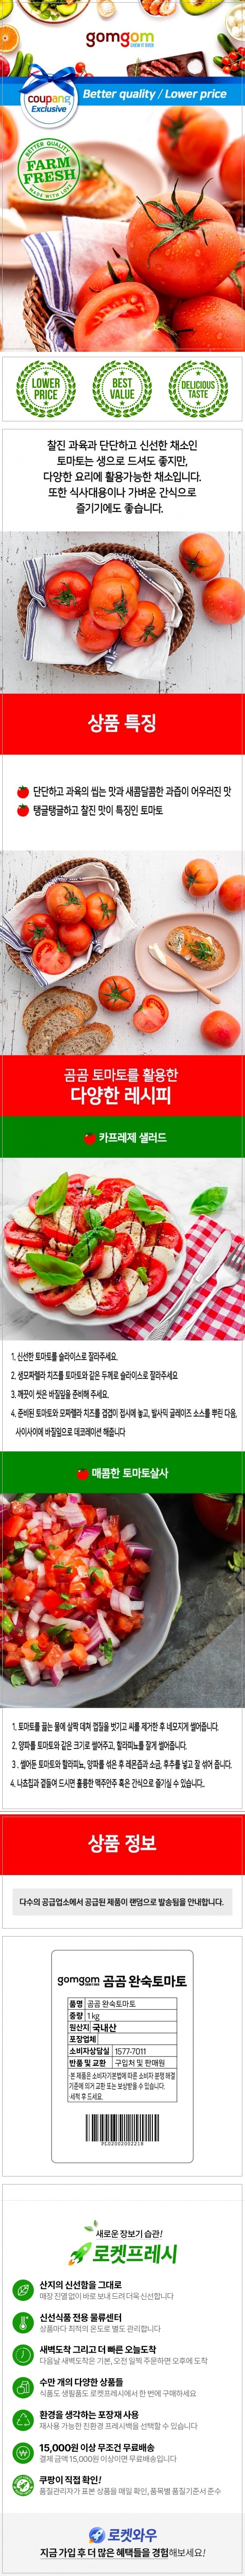 gomgom
CHEW IT OVER
coupang
Exclusive
Better quality / Lower price
BETTER QUALITY
FARM
FRESH
MADE WITH LOVE
LOWER
PRICE
BEST
VALUE
DELICIOUS
TASTE
찰진 과육과 단단하고 신선한 채소인
토마토는 생으로 드셔도 좋지만,
다양한 요리에 활용가능한 채소입니다.
또한 식사대용이나 가벼운 간식으로
즐기기에도 좋습니다.
상품 특징
단단하고 과육의 씹는 맛과 새콤달콤한 과즙이 어우러진 맛
탱글탱글하고 찰진 맛이 특징인 토마토
곰곰 토마토를 활용한
다양한 레시피
카프레제 샐러드
1. 신선한 토마토를 슬라이스로 잘라주세요.
2. 생모짜렐라 치즈를 토마토와 같은 두께로 슬라이스로 잘라주세요
3. 깨끗이 씻은 바질잎을 준비해 주세요.
4. 준비된 토마토와 모짜렐라 치즈를 겹겹이 접시에 놓고, 발사믹 글레이즈 소스를 뿌린 다음,
사이사이에 바질잎으로 데코레이션 해줍니다
매콤한 토마토살사
1. 토마토를 끓는 물에 살짝 데쳐 껍질을 벗기고 씨를 제거한 후 네모지게 썰어준다.
2. 양파를 토마토와 같은 크기로 썰어주고, 할라피뇨를 잘게 썰어줍니다.
3 . 썰어둔 토마토와 할라피뇨, 양파를 섞은 후 레몬즙과 소금, 후추를 넣고 잘 섞어 줍니다.
4. 나쵸칩과 곁들여 드시면 훌륭한 맥주안주 혹은 간식으로 즐기실 수 있습니다.
상품 정보
다수의 공급업소에서 공급된 제품이 랜덤으로 발송됨을 안내합니다.
gomgom 곰곰 완숙토마토
품명 곰곰 완숙토마토
중량 1 kg
원산지 국내산
포장업체
소비자상담실 1577-7011
반품 및 교환 구입처 및 판매원
·본 제품은 소비자기본법에 따른 소비자 분쟁 해결
기준에 의거 교환 또는 보상받을 수 있습니다.
·세척 후 드세요.
PL02002002218
새로운 장보기 습관!
로켓프레시
산지의 신선함을 그대로
매장 진열 없이 바로 보내 드려 더욱 신선합니다
신선식품 전용 물류센터
상품마다 최적의 온도로 별도 관리합니다
새벽도착 그리고 더 빠른 오늘도착
다음날 새벽도착은 기본, 오전 일찍 주문하면 오후에 도착
수만 개의 다양한 상품들
식품도 생필품도 로켓프레시에서 한 번에 구매하세요
환경을 생각하는 포장재 사용
재사용 가능한 친환경 프레시백을 선택할 수 있습니다
15,000원 이상 무조건 무료배송
결제 금액 15,000원 이상이면 무료배송입니다
쿠팡이 직접 확인!
품질관리자가 표본 상품을 매일 확인, 품목별 품질기준서 준수
로켓와우
지금 가입 후 더 많은 혜택들을 경험해보세요!